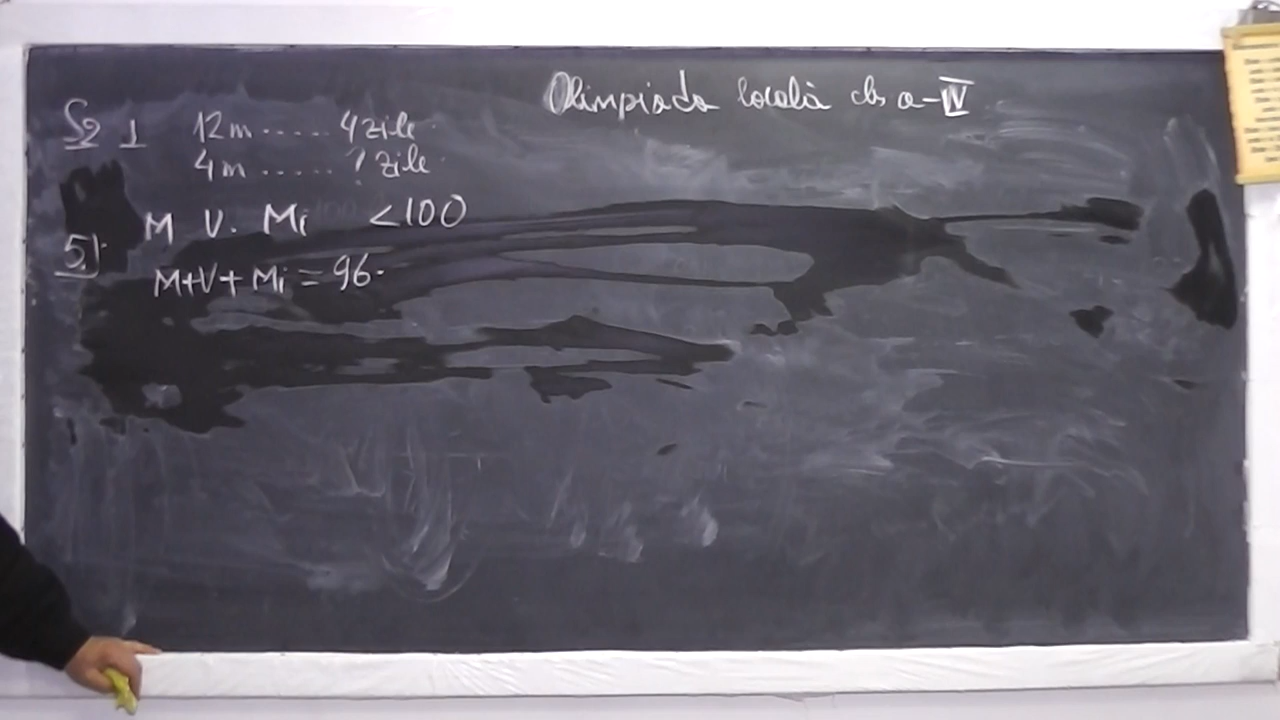 Olimpiada locală cls a-IV
S2 1 12m ..... 4 zile.
4m ..... ? zile.
M V. Mi <100
5)
M+V+Mi = 96.